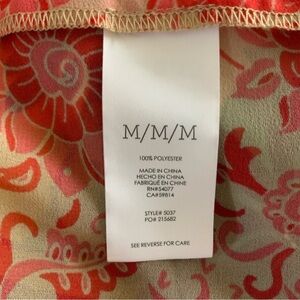 M/M/M
100% POLYESTER
MADE IN CHINA
HECHO EN CHINA
FABRIQUÉ EN CHINE
RN#54077
CA#59814
STYLE# 5037
PO# 215682
SEE REVERSE FOR CARE